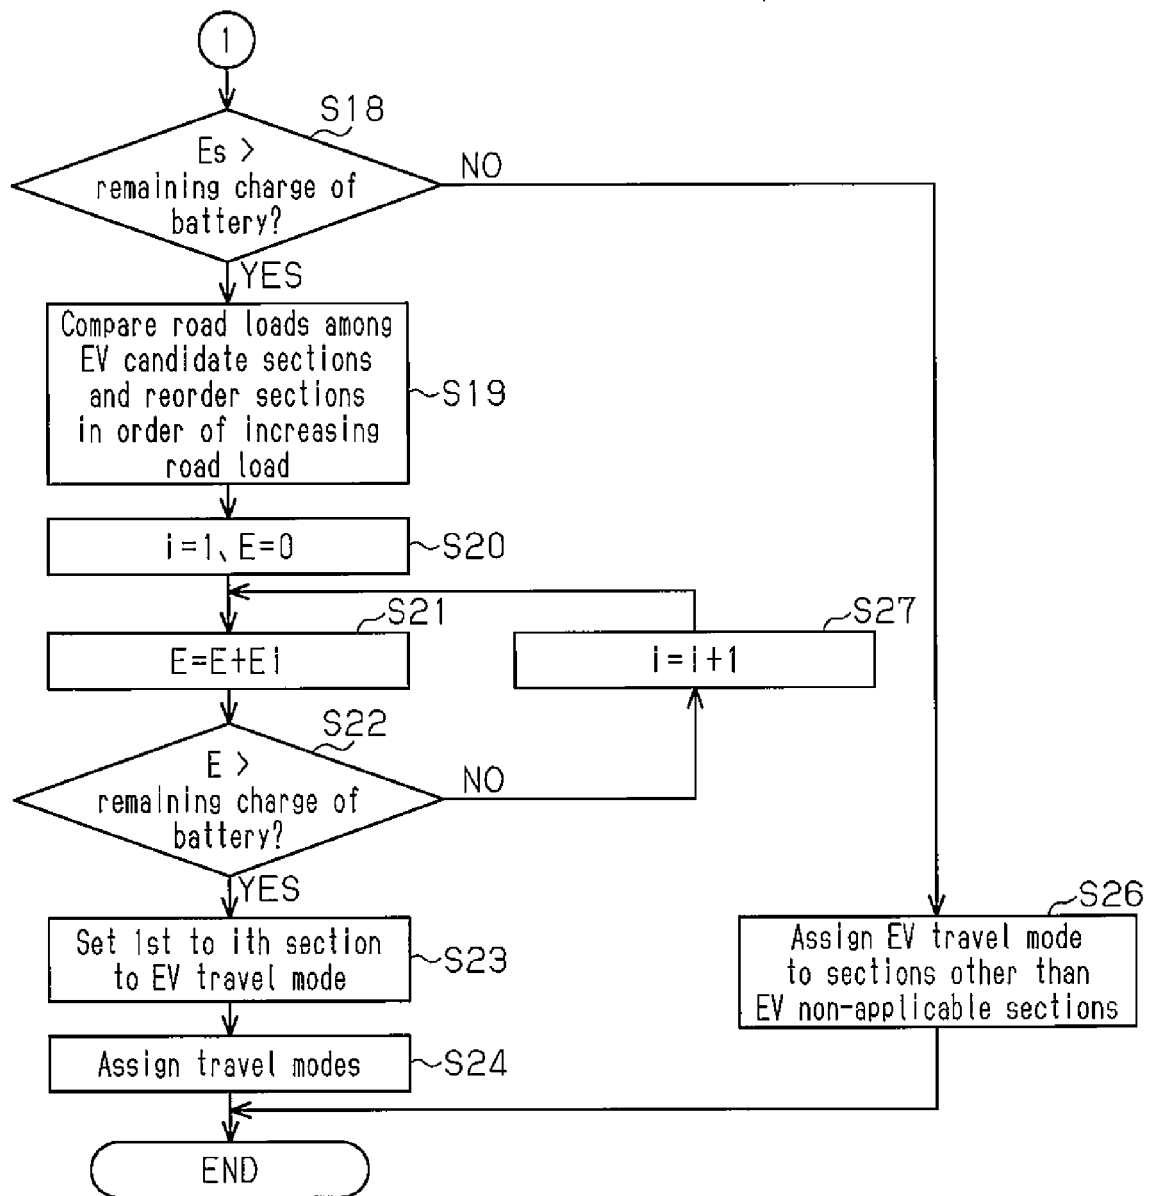 1
S18
Es >
remaining charge of
battery?
NO
YES
Compare road loads among
EV candidate sections
and reorder sections
in order of increasing
road load
S19
i=1、E=0
S20
S21
E=E+Ei
S27
i=i+1
S22
E >
remaining charge of
battery?
NO
YES
Set 1st to ith section
to EV travel mode
S23
S26
Assign EV travel mode
to sections other than
EV non-applicable sections
Assign travel modes
S24
END